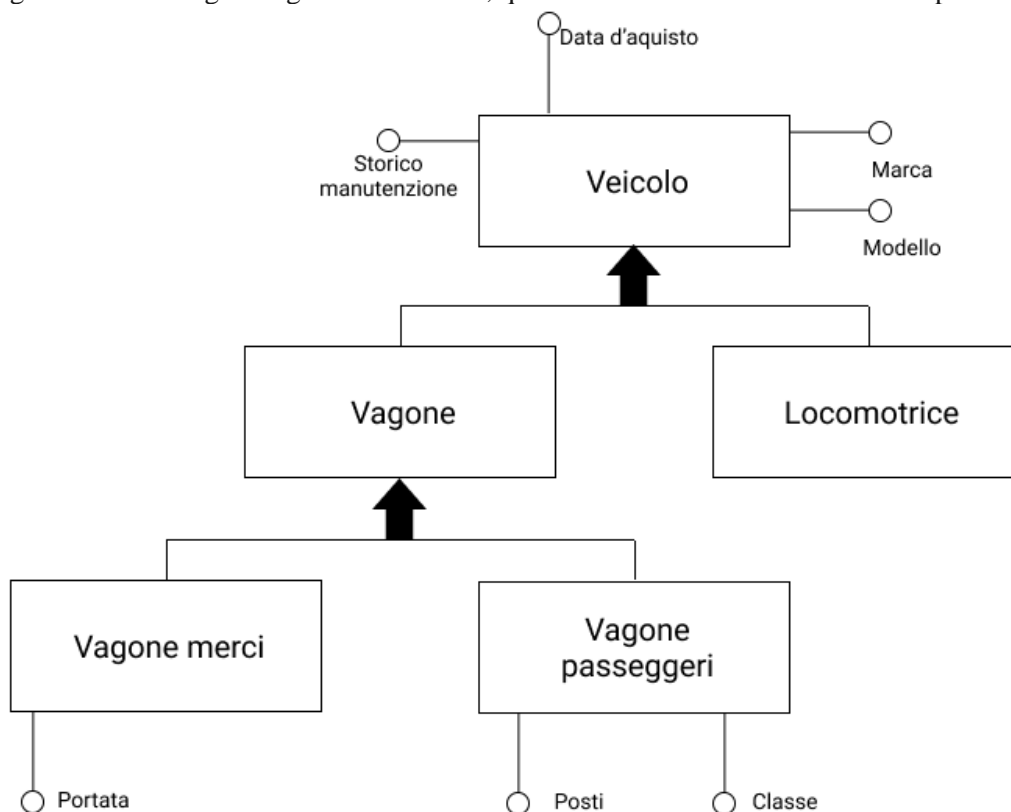 Data d'aquisto
Storico
manutenzione
Veicolo
Marca
Modello
Vagone
Locomotrice
Vagone merci
Vagone
passeggeri
Portata
Posti
Classe